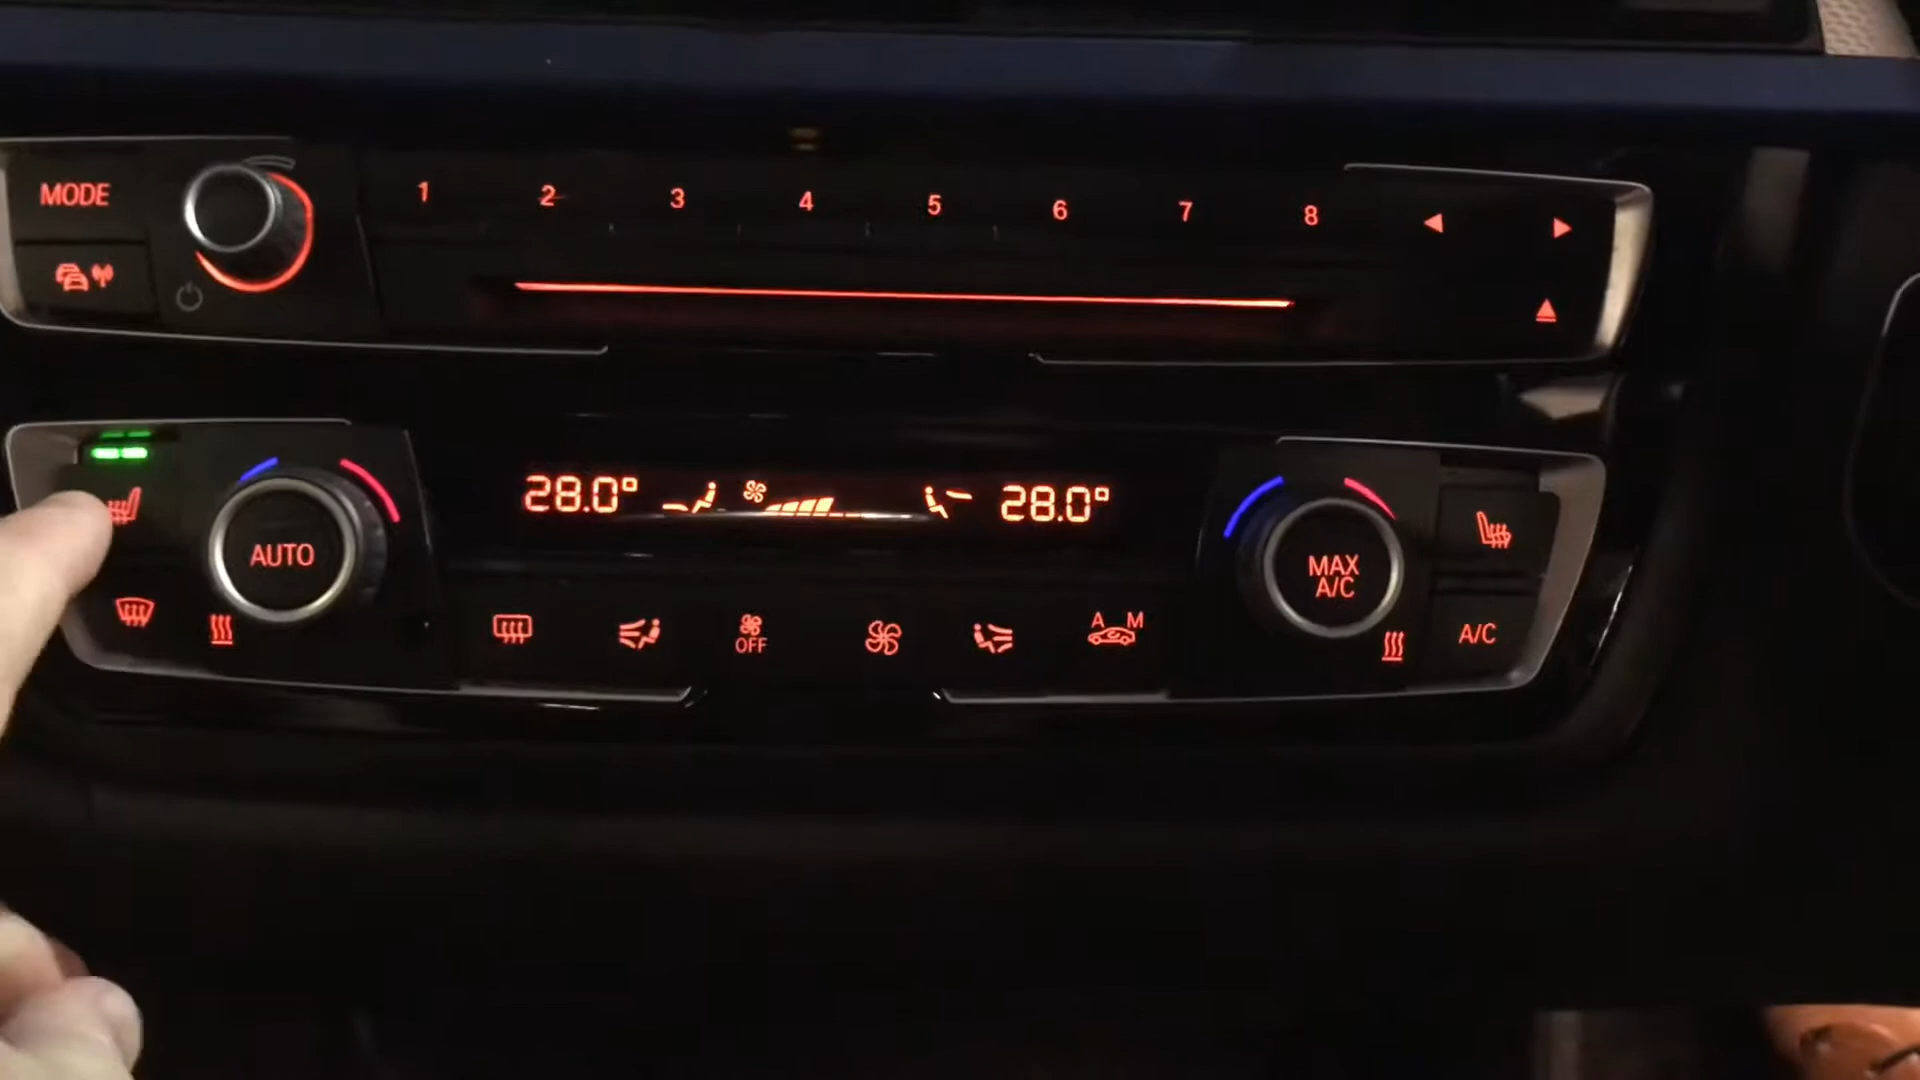 MODE 1 2 3 4 5 6 7 8
28.0° 28.0°
AUTO MAX
A/C
OFF A M A/C